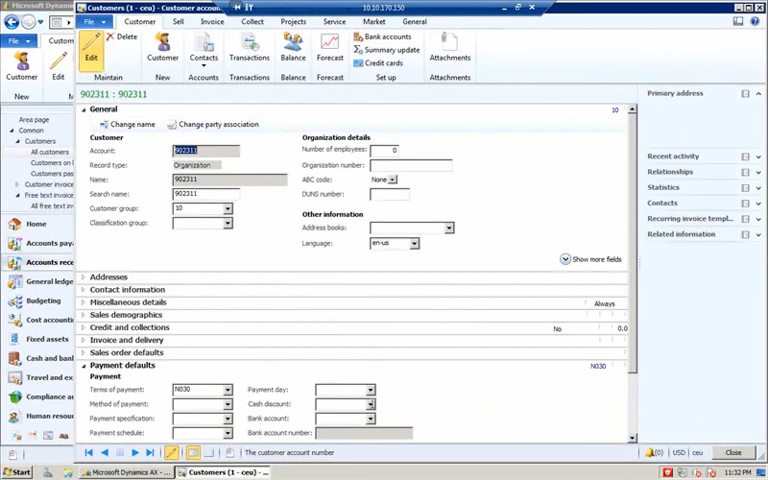 Microsoft Dynamics
Customers (1 - ceu) - Customer accou
10.10.170.150
File
Customer
Sell
Invoice
Collect
Projects
Service
Market
General
File
Custom
Edit
Delete
Customer
Contacts
Transactions
Balance
Forecast
Bank accounts
Summary update
Credit cards
Attachments
Customer
Edit
New
Maintain
New
Accounts
Transactions
Balance
Forecast
Set up
Attachments
902311 : 902311
Primary address
General
10
Area page
Common
Customers
All customers
Customers on
Customers pas
Customer invoice
Free text invoice
All free text inv
Change name
Change party association
Customer
Organization details
Account:
902311
Number of employees:
0
Record type:
Organization
Organization number:
Name:
902311
ABC code:
None
Search name:
902311
DUNS number:
Customer group:
10
Other information
Classification group:
Address books:
Language:
en-us
Show more fields
Recent activity
Relationships
Statistics
Contacts
Recurring invoice templ...
Related information
Home
Accounts pay
Accounts rece
General ledge
Budgeting
Cost accounti
Fixed assets
Cash and bank
Travel and ex
Compliance a
Human resour
Addresses
Contact information
Miscellaneous details
Always
Sales demographics
Credit and collections
No
0.0
Invoice and delivery
Sales order defaults
Payment defaults
N030
Payment
Terms of payment:
N030
Payment day:
Method of payment:
Cash discount:
Payment specification:
Bank account:
Payment schedule:
Bank account number:
The customer account number
(0)
USD
ceu
Close
Start
Microsoft Dynamics AX - ...
Customers (1 - ceu) - ...
11:32 PM